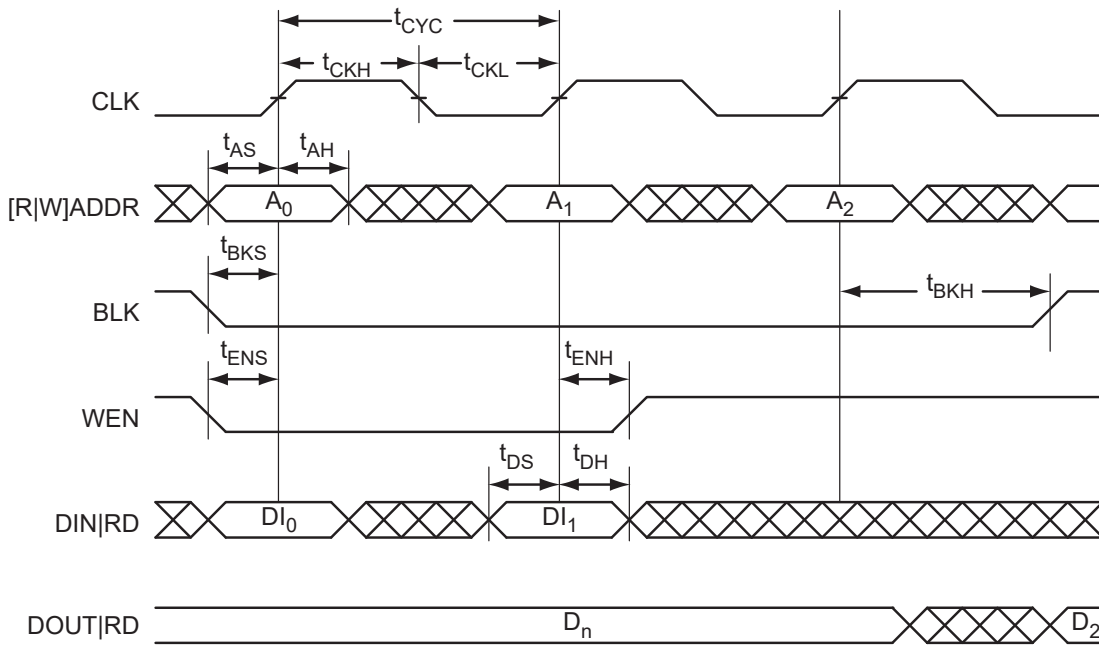 tCYC
tCKH tCKL
CLK
tAS tAH
[R|W]ADDR A0 A1 A2
tBKS
tBKH
BLK
tENS tENH
WEN
tDS tDH
DIN|RD DI0 DI1
DOUT|RD Dn D2